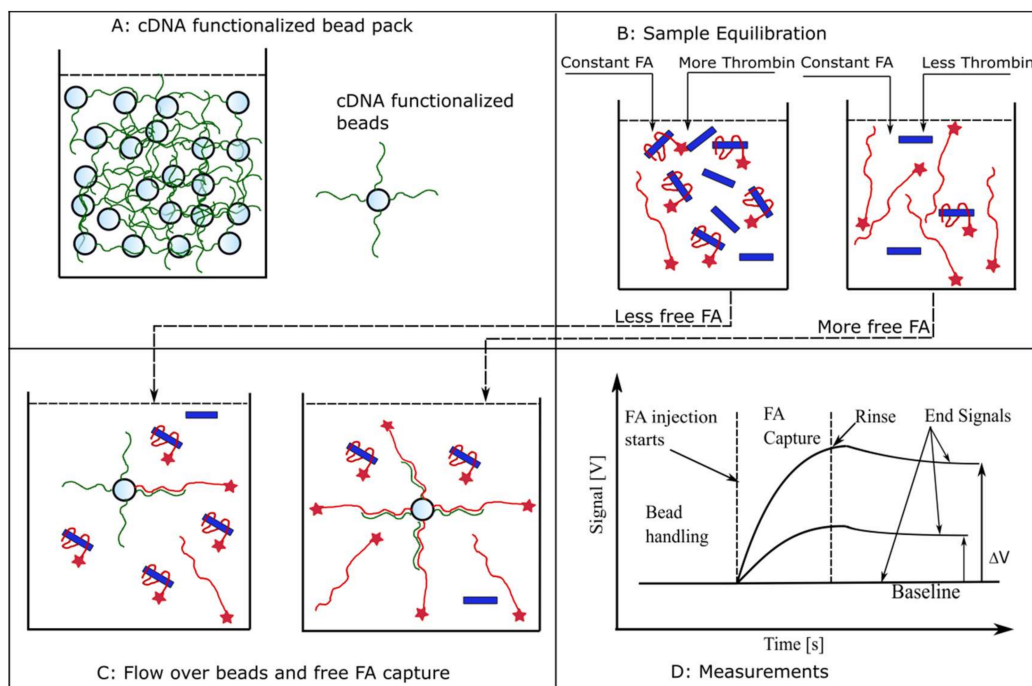 A: cDNA functionalized bead pack
cDNA functionalized
beads
B: Sample Equilibration
Constant FA
More Thrombin
Constant FA
Less Thrombin
Less free FA
More free FA
C: Flow over beads and free FA capture
Signal [V]
FA injection
starts
FA
Capture
Rinse
End Signals
Bead
handling
ΔV
Baseline
Time [s]
D: Measurements